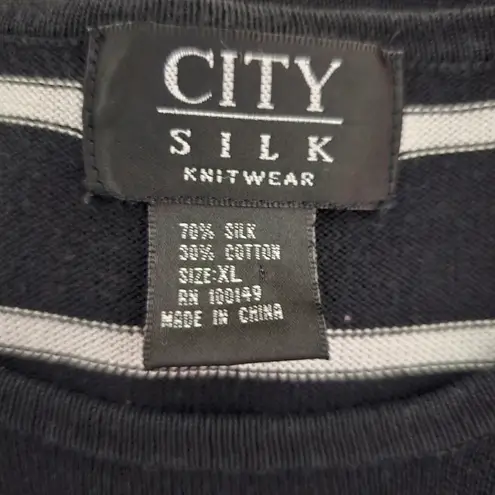 CITY
SILK
KNITWEAR
70% SILK
30% COTTON
SIZE:XL
RN 100149
MADE IN CHINA